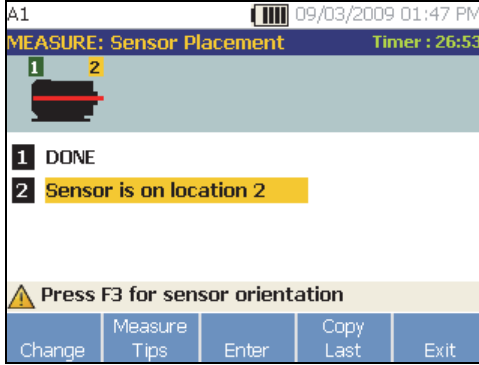 A1 09/03/2009 01:47 PM
MEASURE: Sensor Placement Timer : 26:53
1 2
1 DONE
2 Sensor is on location 2
Press F3 for sensor orientation
Change Measure Tips Enter Copy Last Exit